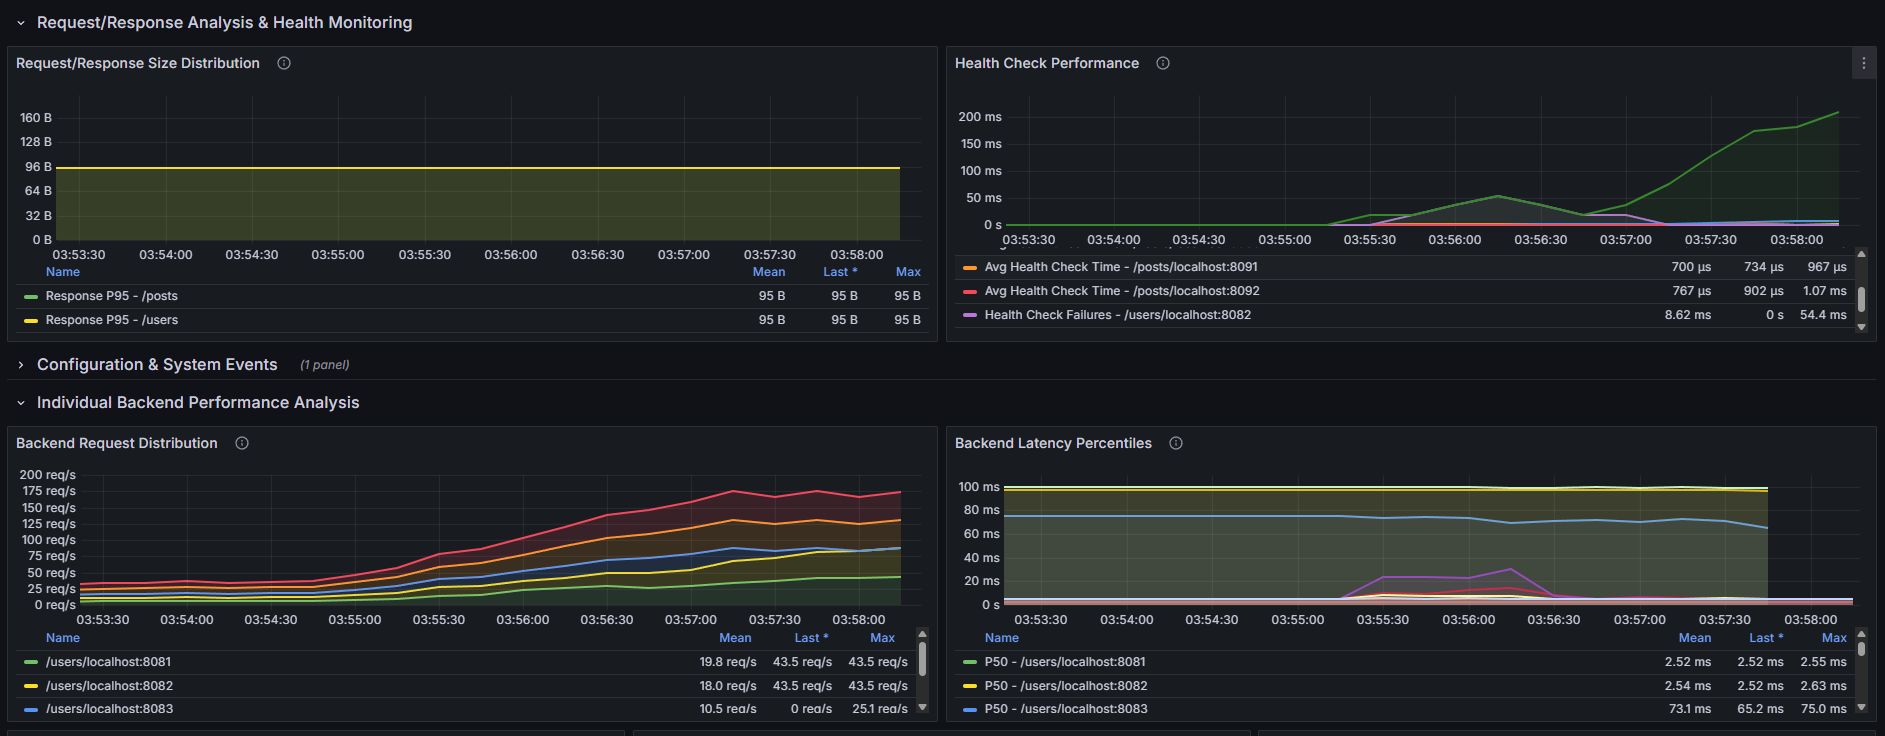 Request/Response Analysis & Health Monitoring
Request/Response Size Distribution
160 B
128 B
96 B
64 B
32 B
0 B
03:53:30 03:54:00 03:54:30 03:55:00 03:55:30 03:56:00 03:56:30 03:57:00 03:57:30 03:58:00
Name Mean Last * Max
Response P95 - /posts 95 B 95 B 95 B
Response P95 - /users 95 B 95 B 95 B
Health Check Performance
200 ms
150 ms
100 ms
50 ms
0 s
03:53:30 03:54:00 03:54:30 03:55:00 03:55:30 03:56:00 03:56:30 03:57:00 03:57:30 03:58:00
Avg Health Check Time - /posts/localhost:8091 700 µs 734 µs 967 µs
Avg Health Check Time - /posts/localhost:8092 767 µs 902 µs 1.07 ms
Health Check Failures - /users/localhost:8082 8.62 ms 0 s 54.4 ms
Configuration & System Events (1 panel)
Individual Backend Performance Analysis
Backend Request Distribution
200 req/s
175 req/s
150 req/s
125 req/s
100 req/s
75 req/s
50 req/s
25 req/s
0 req/s
03:53:30 03:54:00 03:54:30 03:55:00 03:55:30 03:56:00 03:56:30 03:57:00 03:57:30 03:58:00
Name Mean Last * Max
/users/localhost:8081 19.8 req/s 43.5 req/s 43.5 req/s
/users/localhost:8082 18.0 req/s 43.5 req/s 43.5 req/s
/users/localhost:8083 10.5 req/s 0 req/s 25.1 req/s
Backend Latency Percentiles
100 ms
80 ms
60 ms
40 ms
20 ms
0 s
03:53:30 03:54:00 03:54:30 03:55:00 03:55:30 03:56:00 03:56:30 03:57:00 03:57:30 03:58:00
Name Mean Last * Max
P50 - /users/localhost:8081 2.52 ms 2.52 ms 2.55 ms
P50 - /users/localhost:8082 2.54 ms 2.52 ms 2.63 ms
P50 - /users/localhost:8083 73.1 ms 65.2 ms 75.0 ms